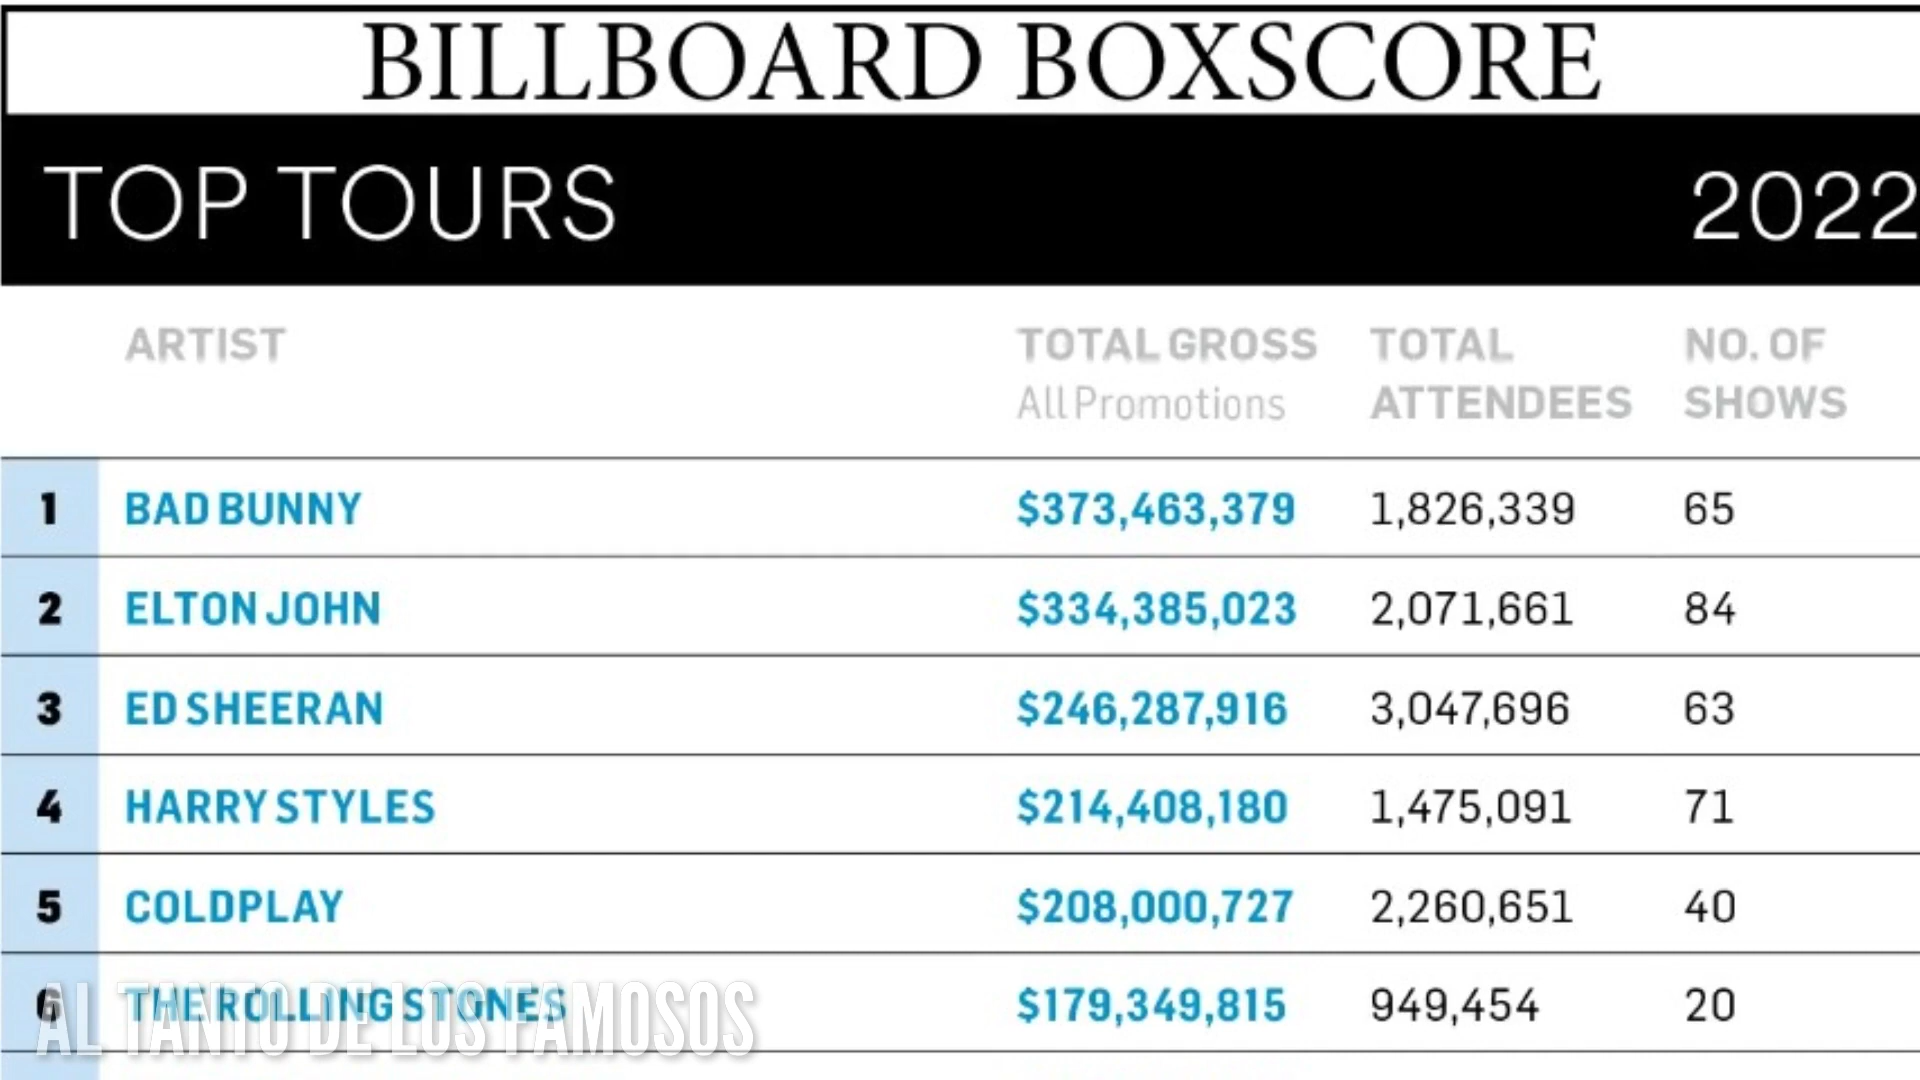 BILLBOARD BOXSCORE
TOP TOURS 2022
ARTIST TOTAL GROSS TOTAL NO. OF
All Promotions ATTENDEES SHOWS
1 BAD BUNNY $373,463,379 1,826,339 65
2 ELTON JOHN $334,385,023 2,071,661 84
3 ED SHEERAN $246,287,916 3,047,696 63
4 HARRY STYLES $214,408,180 1,475,091 71
5 COLDPLAY $208,000,727 2,260,651 40
6 THE ROLLING STONES $179,349,815 949,454 20
AL TANTO DE LOS FAMOSOS